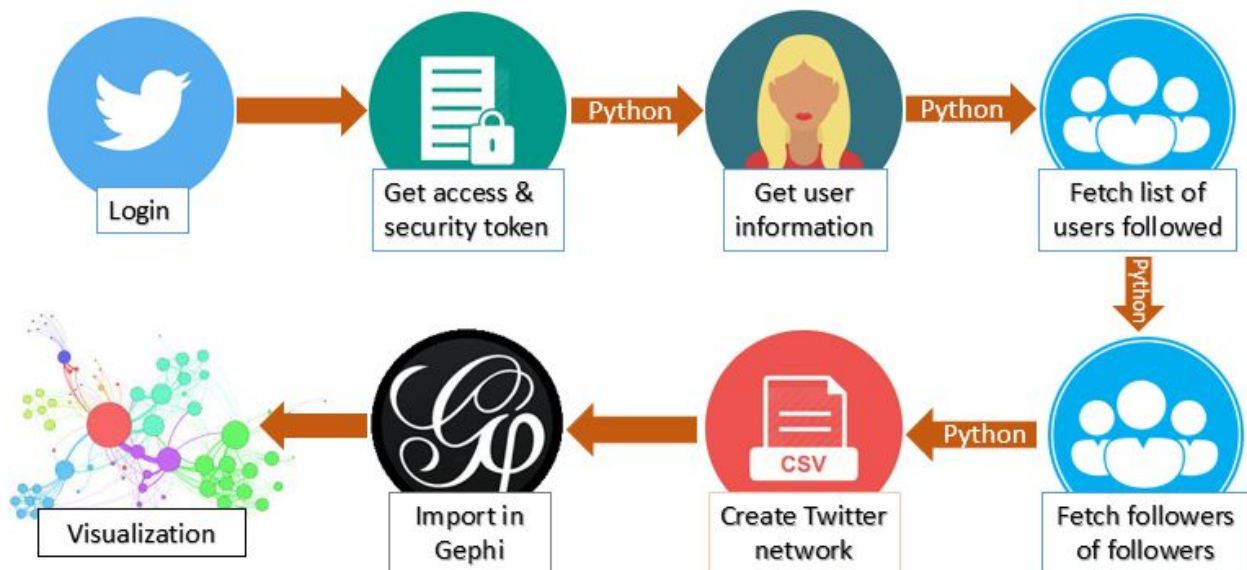 Login
Get access &
security token
Python
Get user
information
Python
Fetch list of
users followed
Python
Fetch followers
of followers
Python
CSV
Create Twitter
network
Import in
Gephi
Visualization